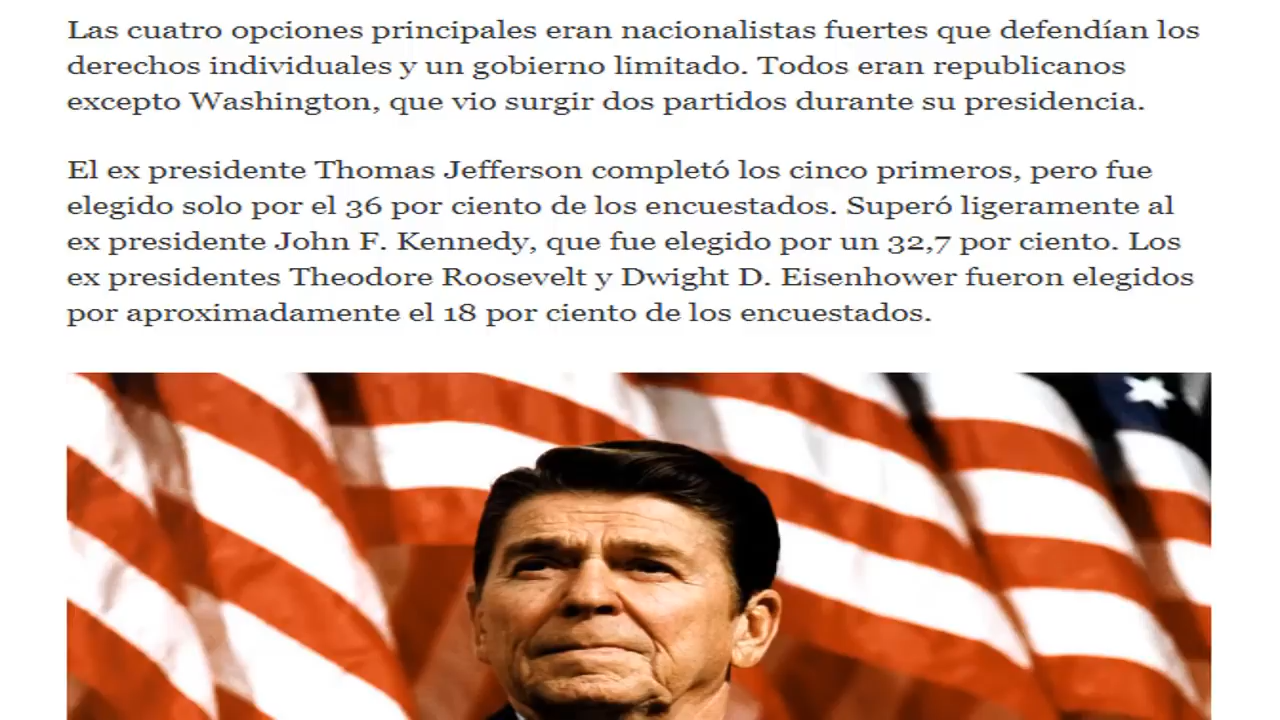 Las cuatro opciones principales eran nacionalistas fuertes que defendían los
derechos individuales y un gobierno limitado. Todos eran republicanos
excepto Washington, que vio surgir dos partidos durante su presidencia.
El ex presidente Thomas Jefferson completó los cinco primeros, pero fue
elegido solo por el 36 por ciento de los encuestados. Superó ligeramente al
ex presidente John F. Kennedy, que fue elegido por un 32,7 por ciento. Los
ex presidentes Theodore Roosevelt y Dwight D. Eisenhower fueron elegidos
por aproximadamente el 18 por ciento de los encuestados.